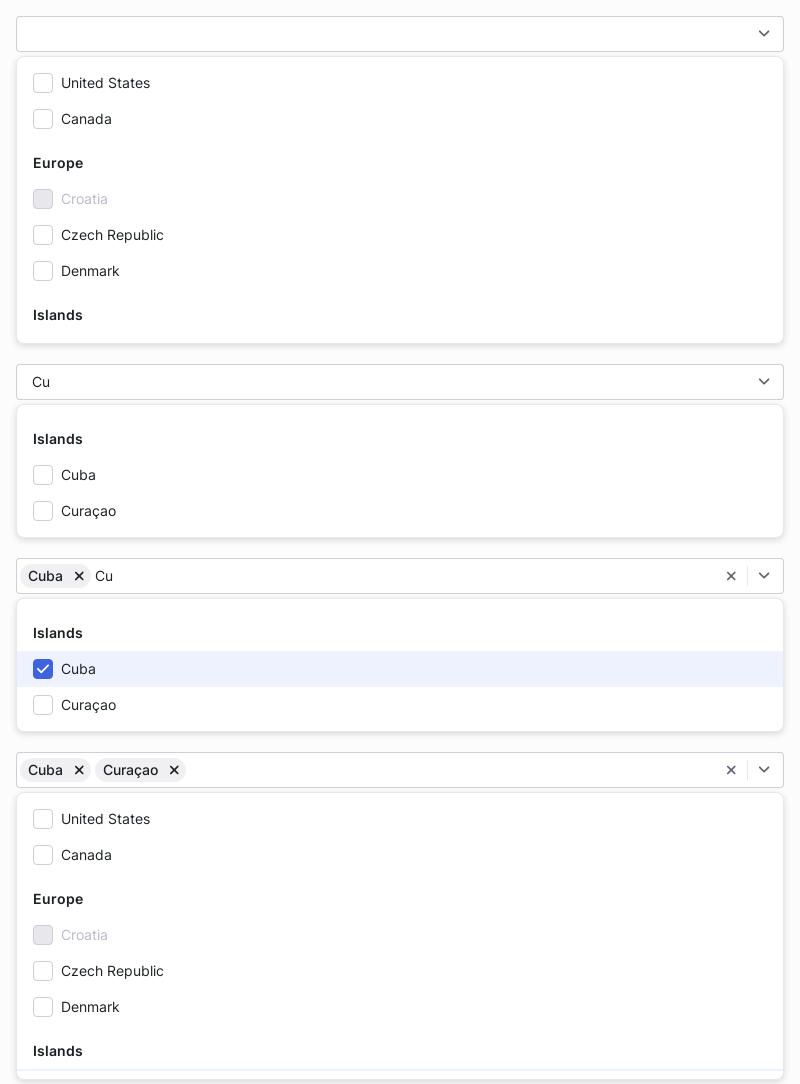 United States
Canada
Europe
Croatia
Czech Republic
Denmark
Islands
Cu
Islands
Cuba
Curaçao
Cuba Cu
Islands
Cuba
Curaçao
Cuba Curaçao
United States
Canada
Europe
Croatia
Czech Republic
Denmark
Islands